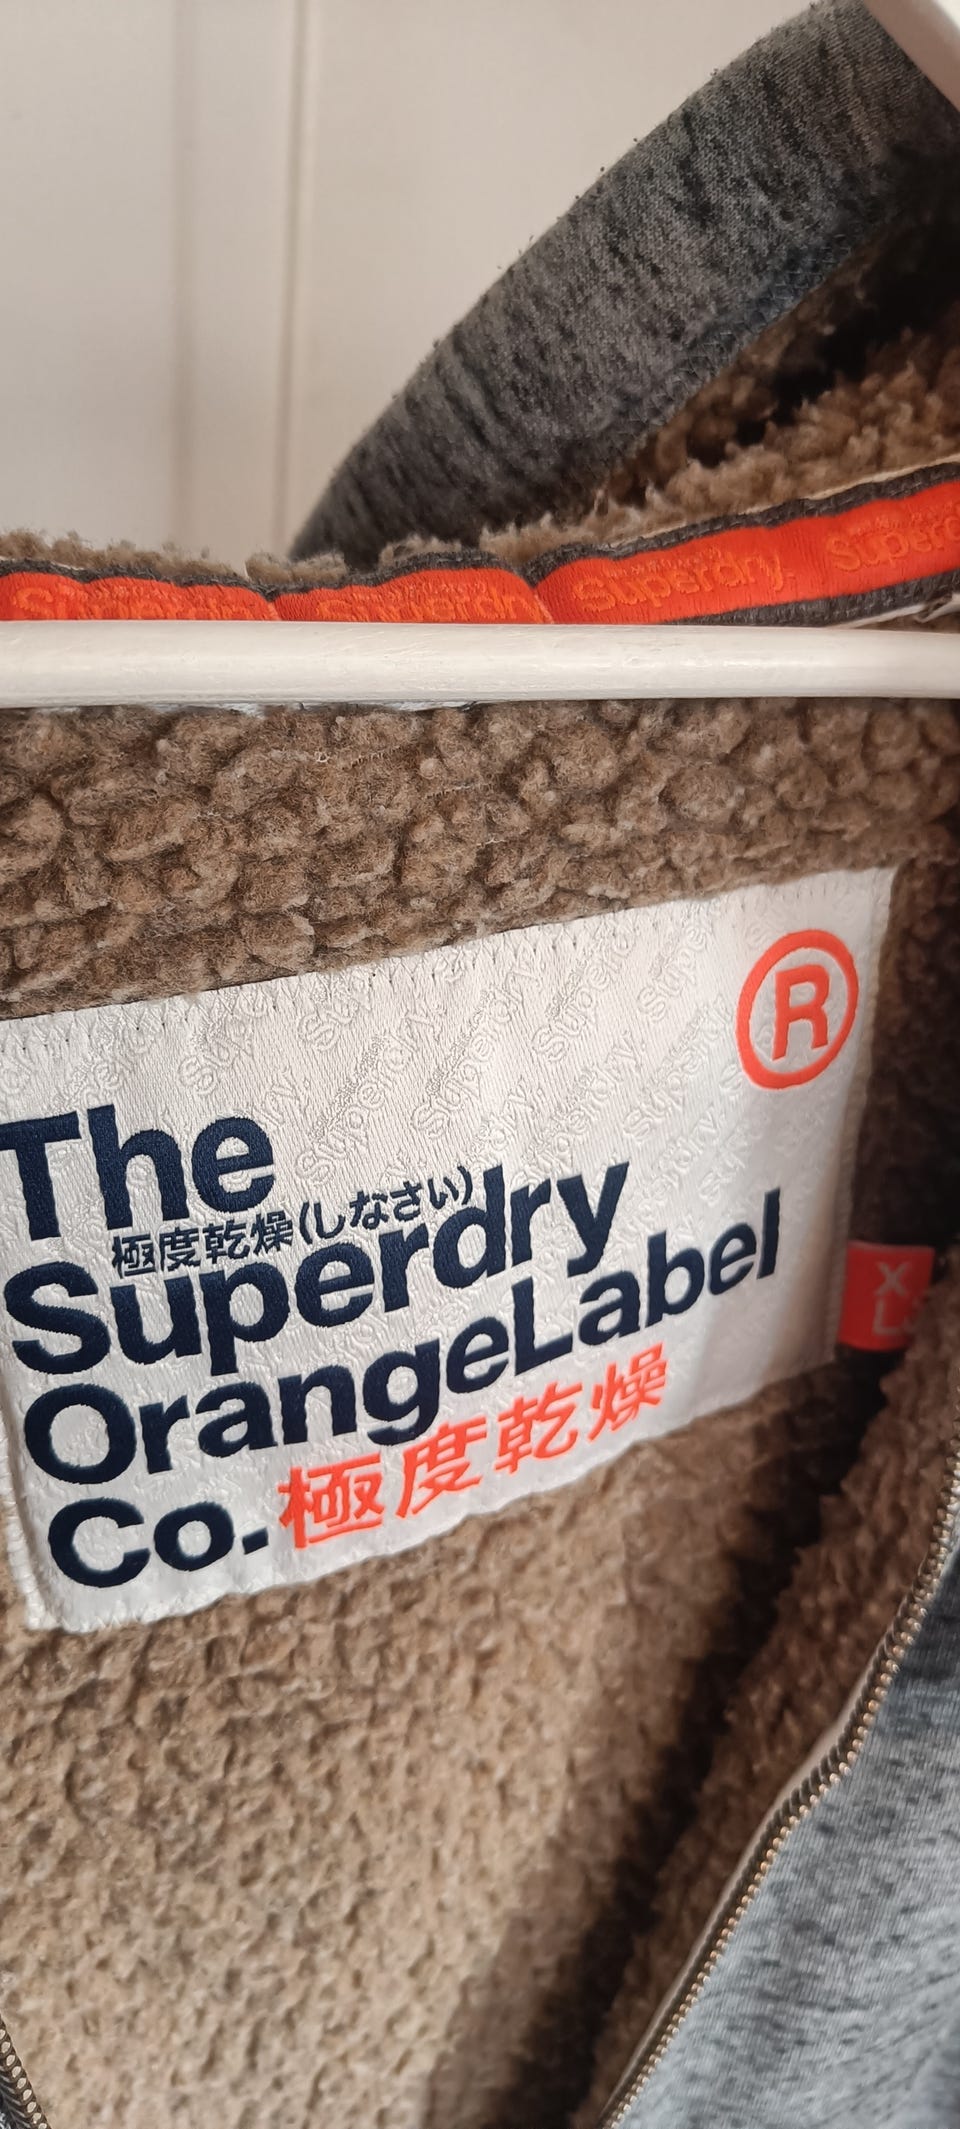 Superdry Superdry Superdry. Superdry
®
The
極度乾燥(しなさい)
Superdry
OrangeLabel
Co. 極度乾燥
X
L